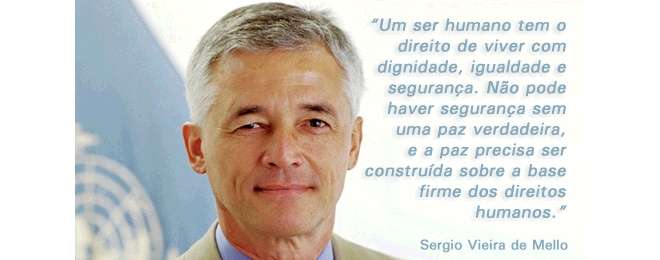 “Um ser humano tem o
direito de viver com
dignidade, igualdade e
segurança. Não pode
haver segurança sem
uma paz verdadeira,
e a paz precisa ser
construída sobre a base
firme dos direitos
humanos.”
Sergio Vieira de Mello